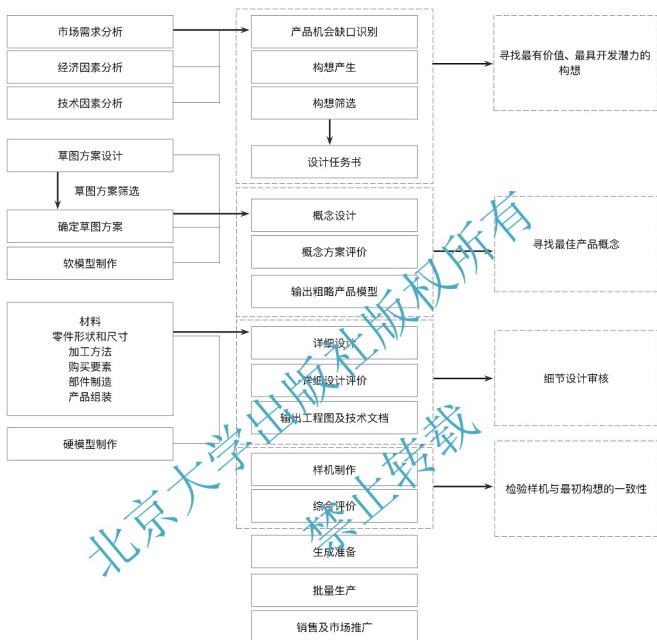 市场需求分析
经济因素分析
技术因素分析
产品机会缺口识别
构想产生
构想筛选
设计任务书
寻找最有价值、最具开发潜力的
构想
草图方案设计
草图方案筛选
确定草图方案
软模型制作
概念设计
概念方案评价
输出粗略产品模型
寻找最佳产品概念
材料
零件形状和尺寸
加工方法
购买要素
部件制造
产品组装
硬模型制作
详细设计
详细设计评价
输出工程图及技术文档
细节设计审核
样机制作
综合评价
检验样机与最初构想的一致性
生成准备
批量生产
销售及市场推广
北京大学出版社版权所有
禁止转载